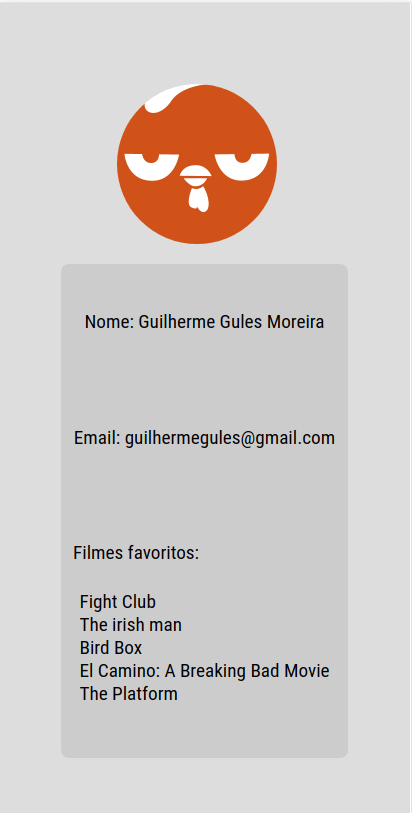 Nome: Guilherme Gules Moreira
Email: guilhermegules@gmail.com
Filmes favoritos:
Fight Club
The irish man
Bird Box
El Camino: A Breaking Bad Movie
The Platform